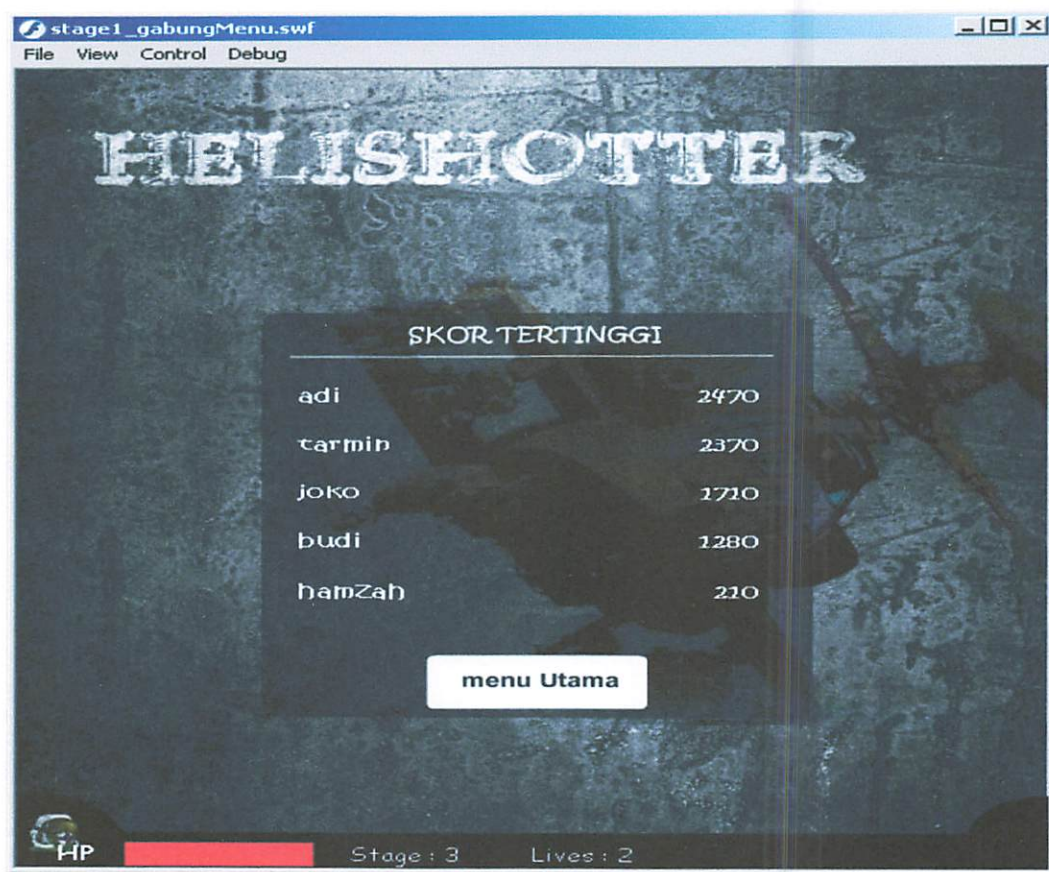 stage1_gabungMenu.swf
File View Control Debug
HELISHOTTER
SKOR TERTINGGI
adi 2470
tarmin 2370
joko 1710
budi 1280
hamzah 210
menu Utama
HP Stage : 3 Lives : 2